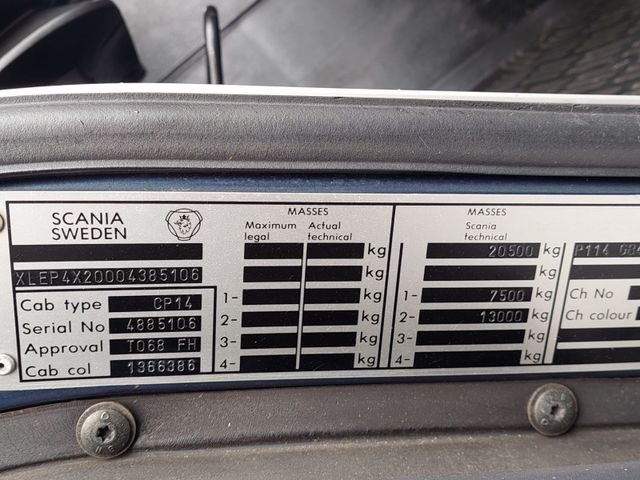 SCANIA
SWEDEN
MASSES
MASSES
Maximum legal
Actual technical
Scania technical
kg 20500 kg P114
XLEP4X20004385106
kg kg
Cab type CP14
1- kg 1- 7500 kg Ch No
Serial No 4885106
2- kg 2- 13000 kg Ch colour
Approval T068 FH
3- kg 3- kg
Cab col 1366386
4- kg 4- kg